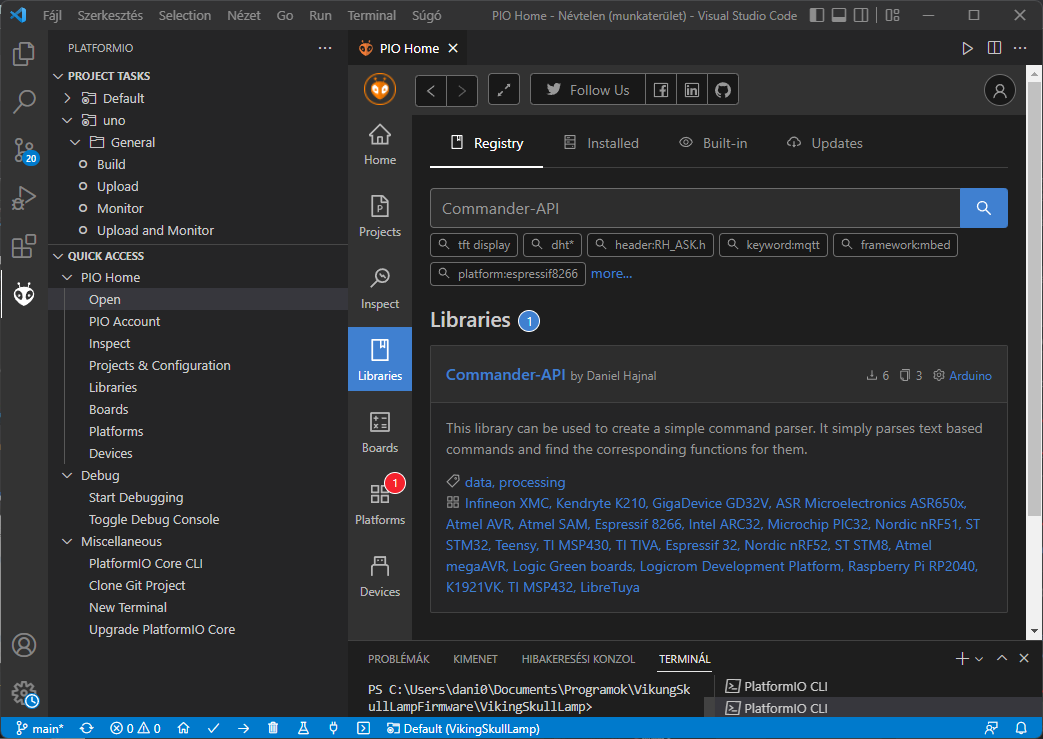 Fájl Szerkesztés Selection Nézet Go Run Terminal Súgó PIO Home - Névtelen (munkaterület) - Visual Studio Code
PLATFORMIO
PROJECT TASKS
Default
uno
General
Build
Upload
Monitor
Upload and Monitor
QUICK ACCESS
PIO Home
Open
PIO Account
Inspect
Projects & Configuration
Libraries
Boards
Platforms
Devices
Debug
Start Debugging
Toggle Debug Console
Miscellaneous
PlatformIO Core CLI
Clone Git Project
New Terminal
Upgrade PlatformIO Core
20
PIO Home
Follow Us
Home
Projects
Inspect
Libraries
Boards
1
Platforms
Devices
Registry Installed Built-in Updates
Commander-API
tft display dht* header:RH_ASK.h keyword:mqtt framework:mbed
platform:espressif8266 more...
Libraries 1
Commander-API by Daniel Hajnal 6 3 Arduino
This library can be used to create a simple command parser. It simply parses text based
commands and find the corresponding functions for them.
data, processing
Infineon XMC, Kendryte K210, GigaDevice GD32V, ASR Microelectronics ASR650x,
Atmel AVR, Atmel SAM, Espressif 8266, Intel ARC32, Microchip PIC32, Nordic nRF51, ST
STM32, Teensy, TI MSP430, TI TIVA, Espressif 32, Nordic nRF52, ST STM8, Atmel
megaAVR, Logic Green boards, Logicrom Development Platform, Raspberry Pi RP2040,
K1921VK, TI MSP432, LibreTuya
PROBLÉMÁK KIMENET HIBAKERESÉSI KONZOL TERMINÁL
PS C:\Users\dani0\Documents\Programok\VikungSk
ullLampFirmware\VikingSkullLamp>
PlatformIO CLI
PlatformIO CLI
main* 0 0 Default (VikingSkullLamp)